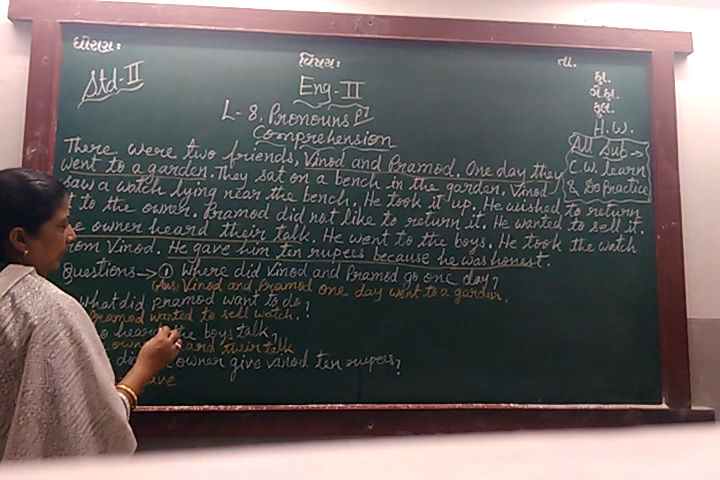 ધોરણઃ
વિષયઃ
તા.
Std-II
Eng-II
કા.
ગે.કા.
કુલ.
L-8. Pronouns
Comprehension
H.W.
All Sub→
C.W. learn
& Do practice
There were two friends, Vinod and Pramod. One day they
went to a garden. They sat on a bench in the garden. Vinod
saw a watch lying near the bench. He took it up. He wished to return
it to the owner. Pramod did not like to return it. He wanted to sell it.
owner heard their talk. He went to the boys. He took the watch
from Vinod. He gave him ten rupees because he was honest.
Questions→ ① Where did Vinod and Pramod go one day?
Ans: Vinod and Pramod one day went to a garden.
What did pramod want to do?
Pramod wanted to sell watch.
heard the boys talk?
owner heard their talk
did owner give vinod ten rupees?